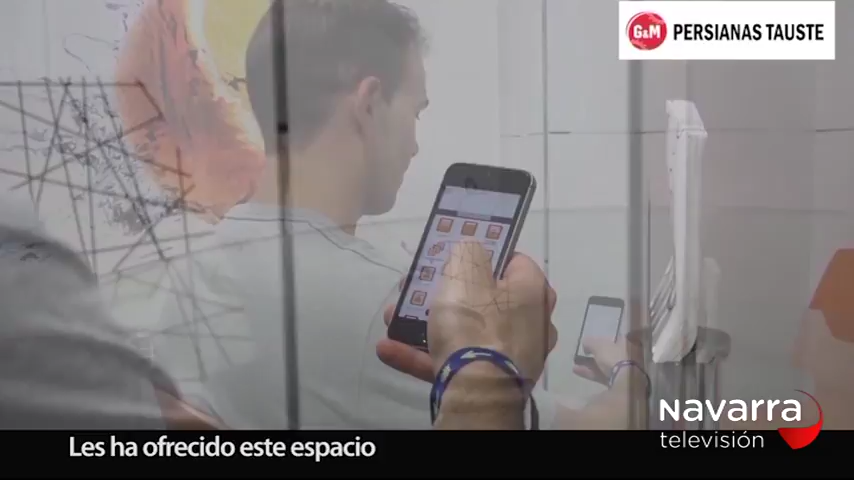 G&M PERSIANAS TAUSTE
Navarra
televisión
Les ha ofrecido este espacio